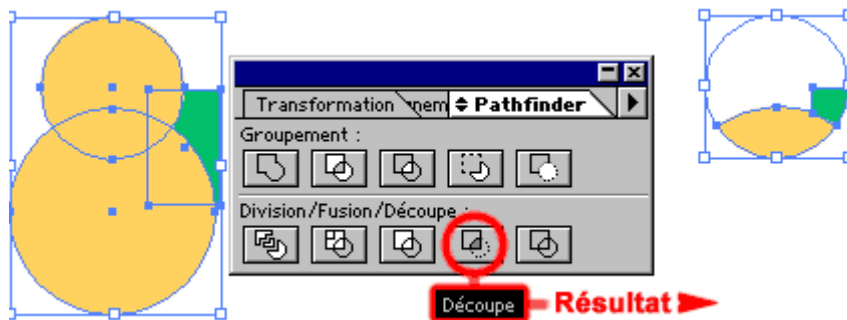 Transformation nem Pathfinder
Groupement :
Division/Fusion/Découpe :
Découpe Résultat